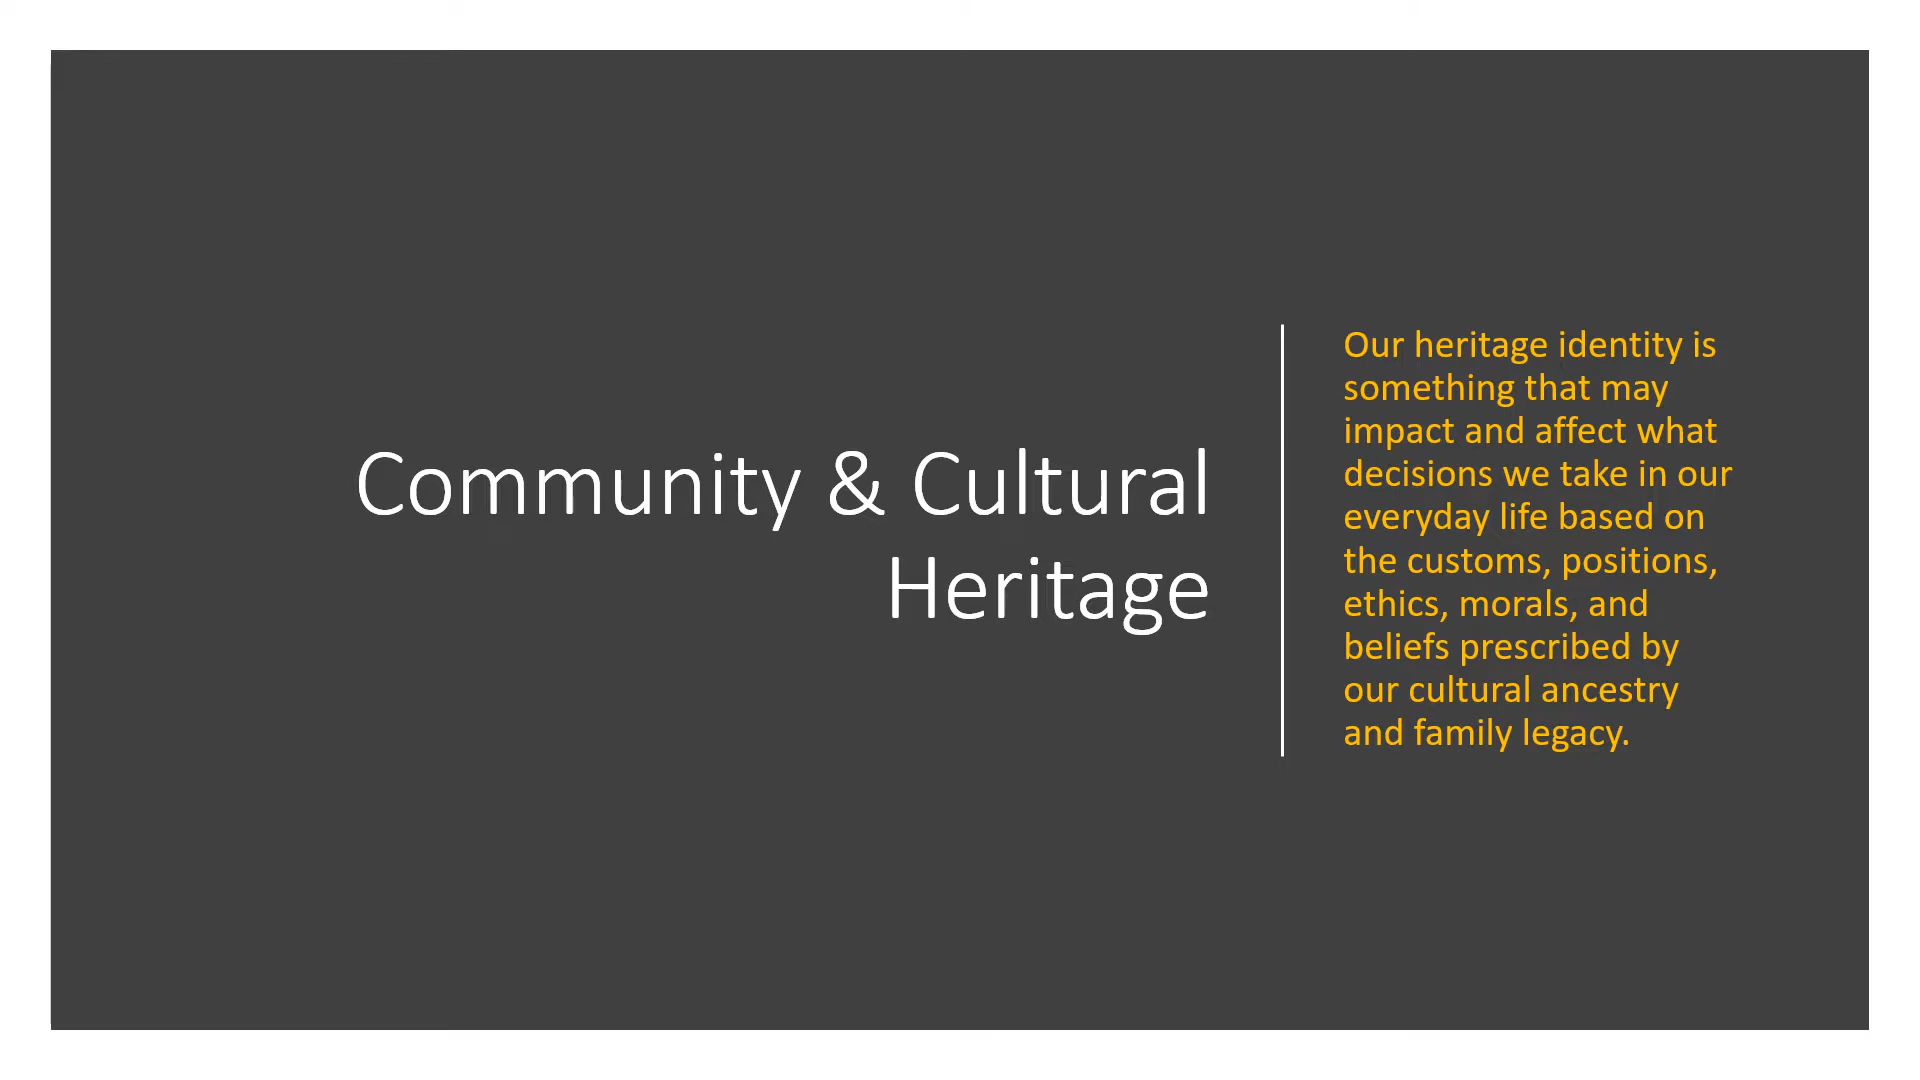 Community & Cultural
Heritage
Our heritage identity is
something that may
impact and affect what
decisions we take in our
everyday life based on
the customs, positions,
ethics, morals, and
beliefs prescribed by
our cultural ancestry
and family legacy.